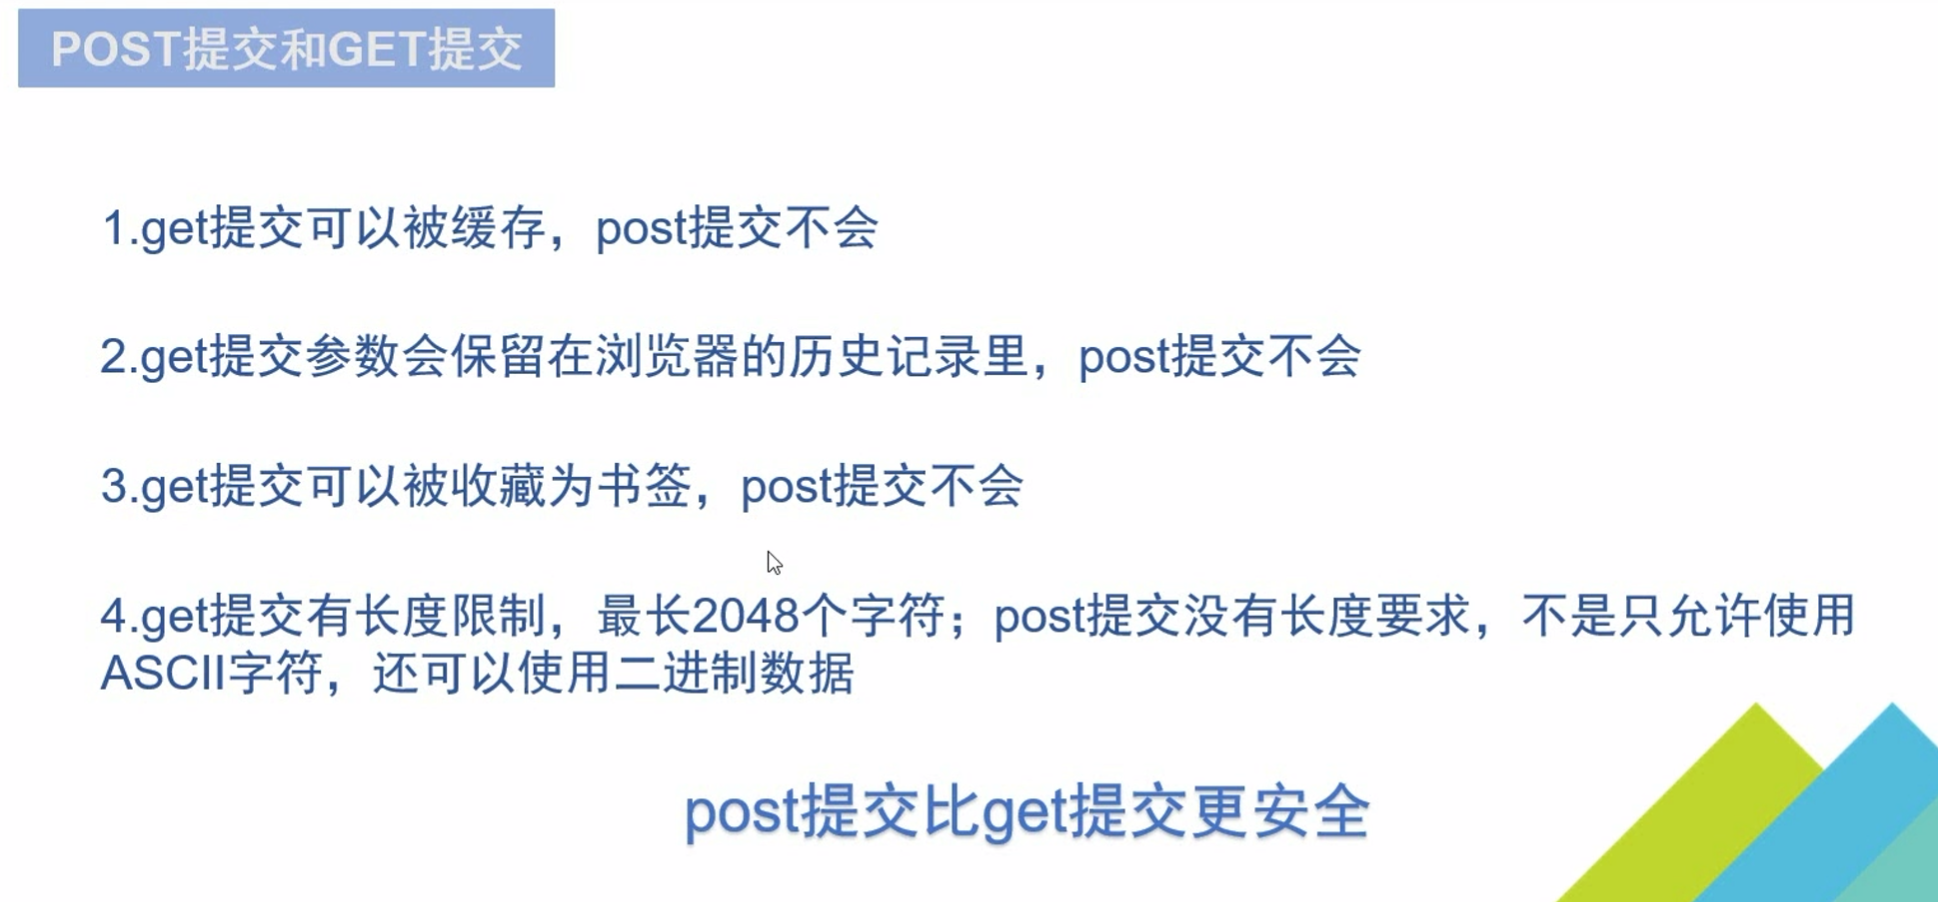 POST提交和GET提交
1.get提交可以被缓存，post提交不会
2.get提交参数会保留在浏览器的历史记录里，post提交不会
3.get提交可以被收藏为书签，post提交不会
4.get提交有长度限制，最长2048个字符；post提交没有长度要求，不是只允许使用
ASCII字符，还可以使用二进制数据
post提交比get提交更安全